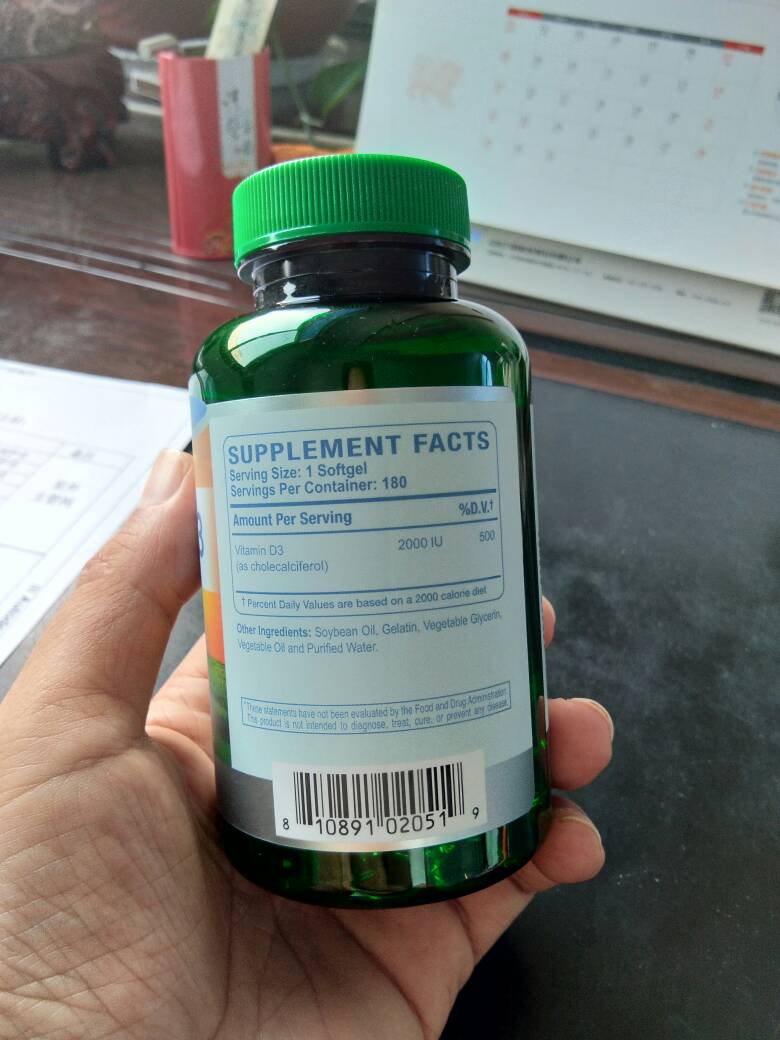 SUPPLEMENT FACTS
Serving Size: 1 Softgel
Servings Per Container: 180
Amount Per Serving %D.V.†
Vitamin D3 2000 IU 500
(as cholecalciferol)
† Percent Daily Values are based on a 2000 calorie diet
Other Ingredients: Soybean Oil, Gelatin, Vegetable Glycerin,
Vegetable Oil and Purified Water.
*These statements have not been evaluated by the Food and Drug Administration.
This product is not intended to diagnose, treat, cure, or prevent any disease.
8 10891 02051 9
3